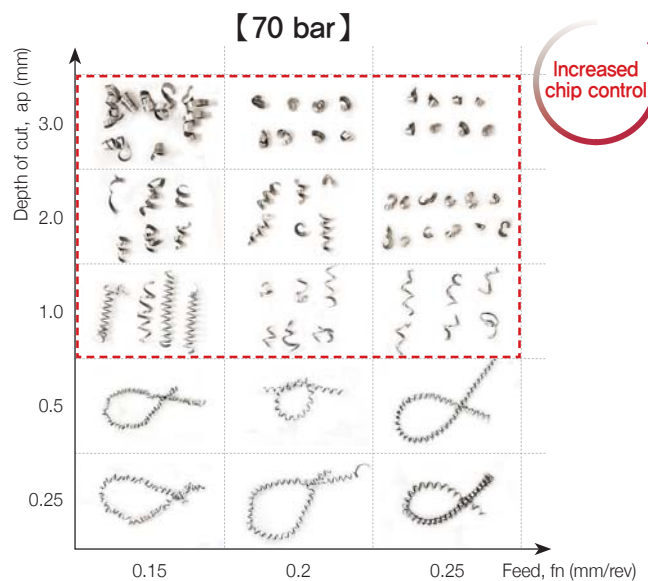 【70 bar】
Increased
chip control
Depth of cut, ap (mm)
3.0
2.0
1.0
0.5
0.25
0.15 0.2 0.25 Feed, fn (mm/rev)